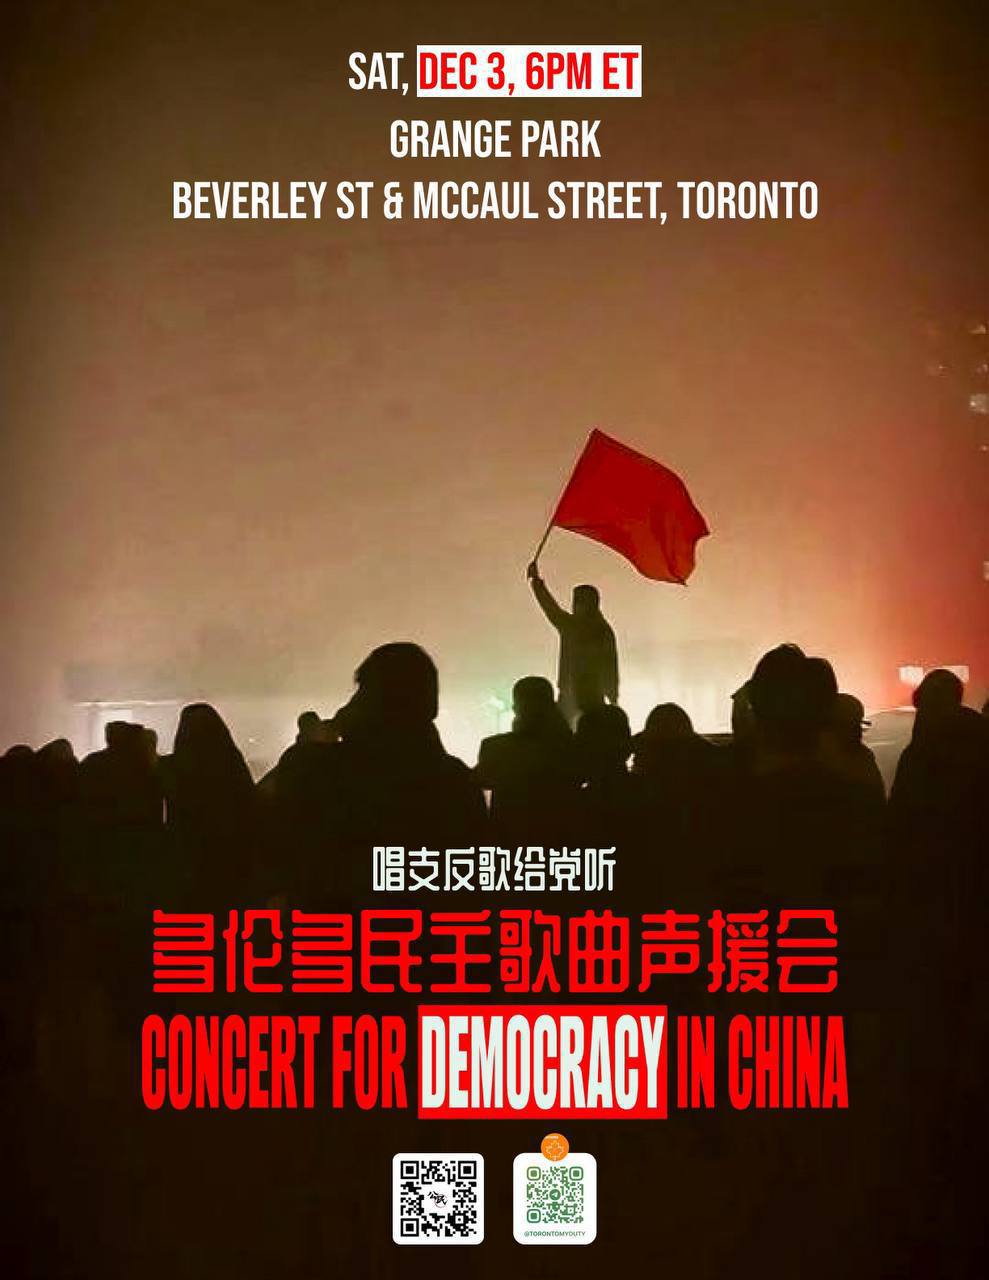 SAT, DEC 3, 6PM ET
GRANGE PARK
BEVERLEY ST & MCCAUL STREET, TORONTO
唱支反歌给党听
多伦多民主歌曲声援会
CONCERT FOR DEMOCRACY IN CHINA
@TORONTOMYDUTY